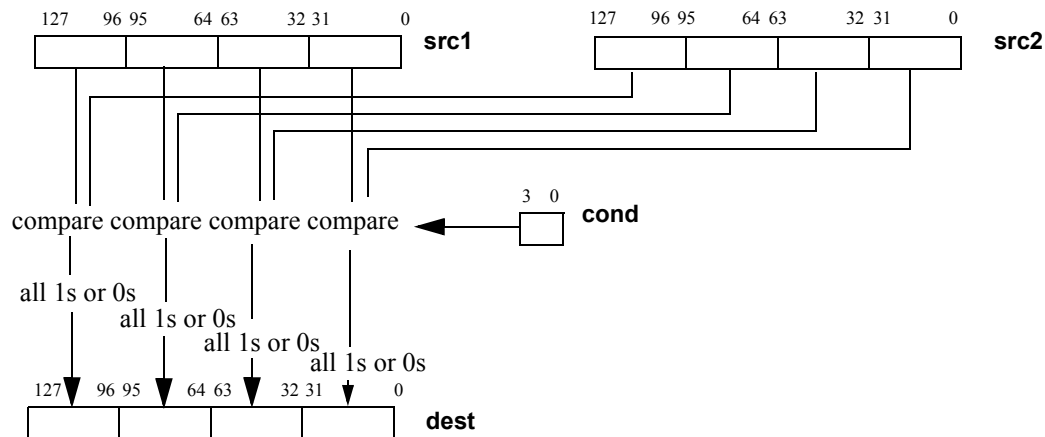 127 96 95 64 63 32 31 0
src1
127 96 95 64 63 32 31 0
src2
3 0
cond
compare compare compare compare
all 1s or 0s
all 1s or 0s
all 1s or 0s
all 1s or 0s
127 96 95 64 63 32 31 0
dest